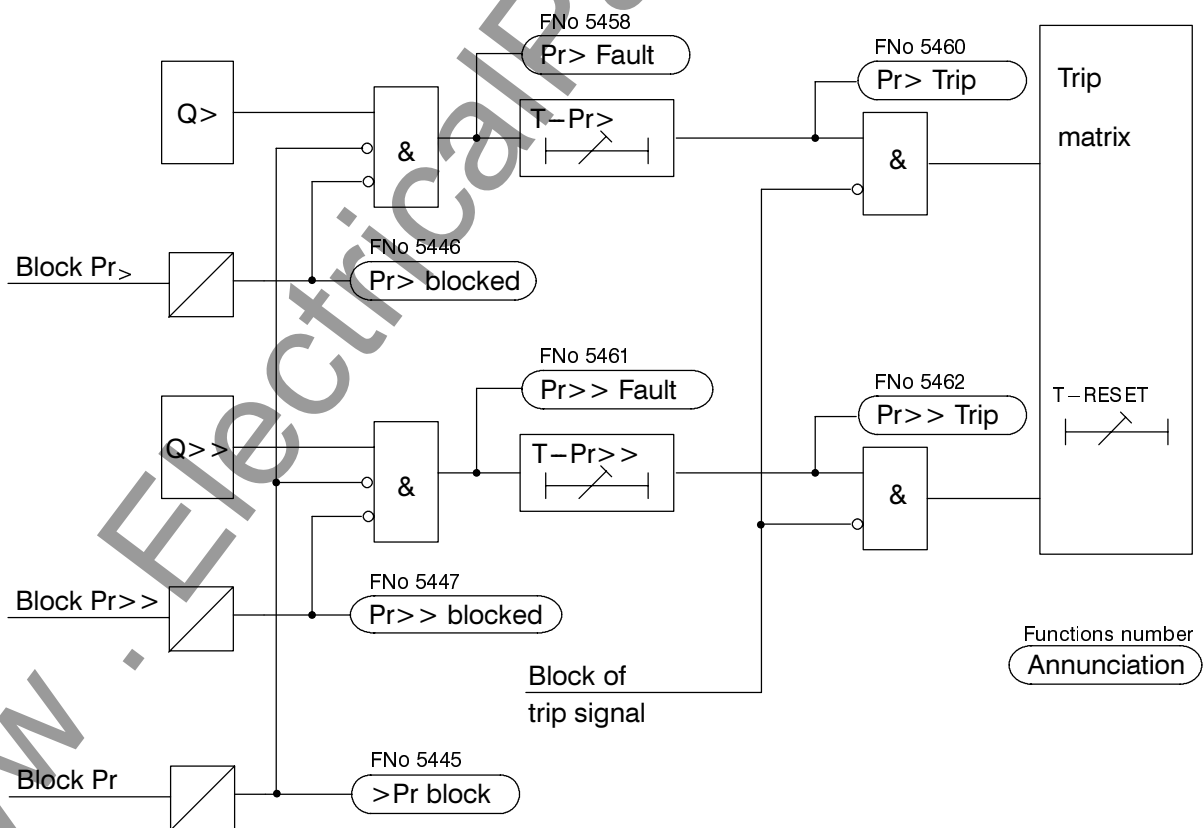 FNo 5458
Pr> Fault
FNo 5460
Pr> Trip
Trip
matrix
Q>
T-Pr>
&
&
FNo 5446
Block Pr>
Pr> blocked
FNo 5461
Pr>> Fault
FNo 5462
Pr>> Trip
T-RESET
Q>>
T-Pr>>
&
&
FNo 5447
Block Pr>>
Pr>> blocked
Functions number
Annunciation
Block of
trip signal
FNo 5445
Block Pr
>Pr block
w . ElectricalPa